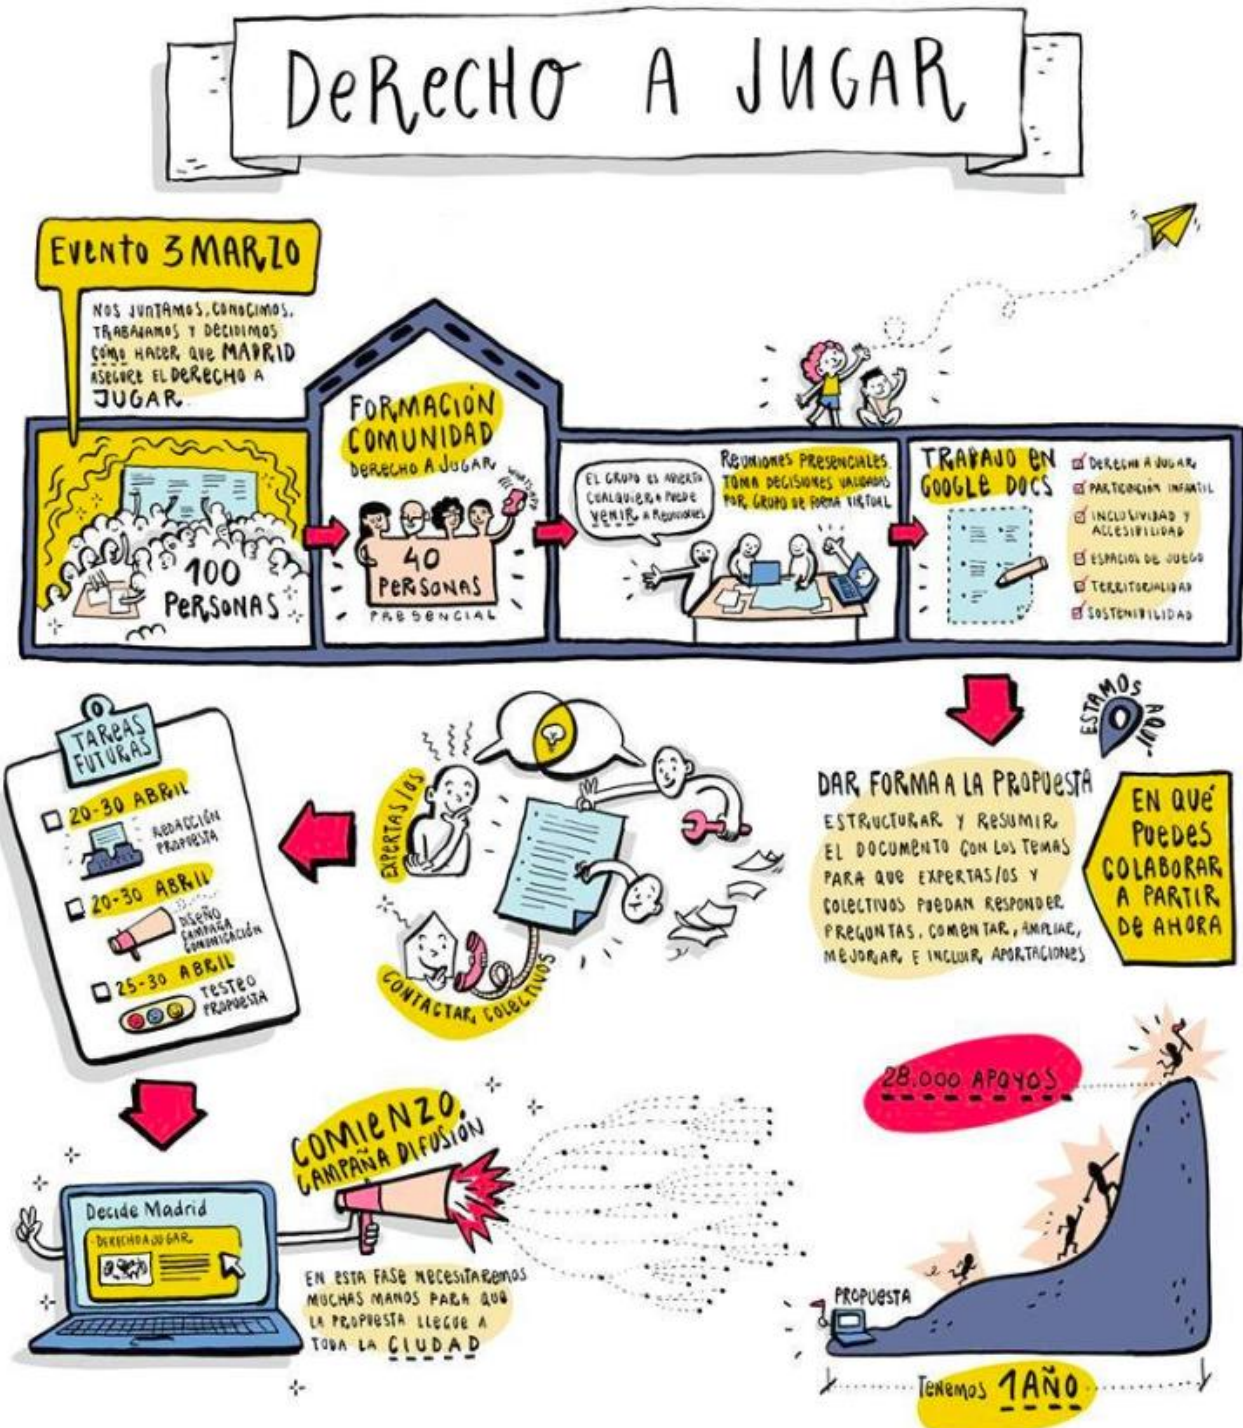 DERECHO A JUGAR
EVENTO 3 MARZO
NOS JUNTAMOS, CONOCIMOS,
TRABAJAMOS Y DECIDIMOS
CÓMO HACER QUE MADRID
ASEGURE EL DERECHO A
JUGAR
100
PERSONAS
FORMACIÓN
COMUNIDAD
DERECHO A JUGAR
WHATSAPP
40
PERSONAS
PRESENCIAL
EL GRUPO ES ABIERTO
CUALQUIERA PUEDE
VENIR A REUNIONES
REUNIONES PRESENCIALES.
TOMA DECISIONES VALIDADAS
POR GRUPO DE FORMA VIRTUAL
TRABAJO EN
GOOGLE DOCS
DERECHO A JUGAR
PARTICIPACIÓN INFANTIL
INCLUSIVIDAD Y
ACCESIBILIDAD
ESPACIOS DE JUEGO
TERRITORIALIDAD
SOSTENIBILIDAD
ESTAMOS AQUÍ
EN QUÉ
PUEDES
COLABORAR
A PARTIR
DE AHORA
DAR FORMA A LA PROPUESTA
ESTRUCTURAR Y RESUMIR
EL DOCUMENTO CON LOS TEMAS
PARA QUE EXPERTAS/OS Y
COLECTIVOS PUEDAN RESPONDER
PREGUNTAS, COMENTAR, AMPLIAR,
MEJORAR E INCLUIR APORTACIONES
EXPERTAS/OS
CONTACTAR COLECTIVOS
TAREAS
FUTURAS
20-30 ABRIL
REDACCIÓN
PROPUESTA
20-30 ABRIL
DISEÑO
CAMPAÑA
COMUNICACIÓN
25-30 ABRIL
TESTEO
PROPUESTA
COMIENZO
CAMPAÑA DIFUSIÓN
Decide Madrid
DERECHO A JUGAR
EN ESTA FASE NECESITAREMOS
MUCHAS MANOS PARA QUE
LA PROPUESTA LLEGUE A
TODA LA CIUDAD
28.000 APOYOS
PROPUESTA
TENEMOS 1 AÑO